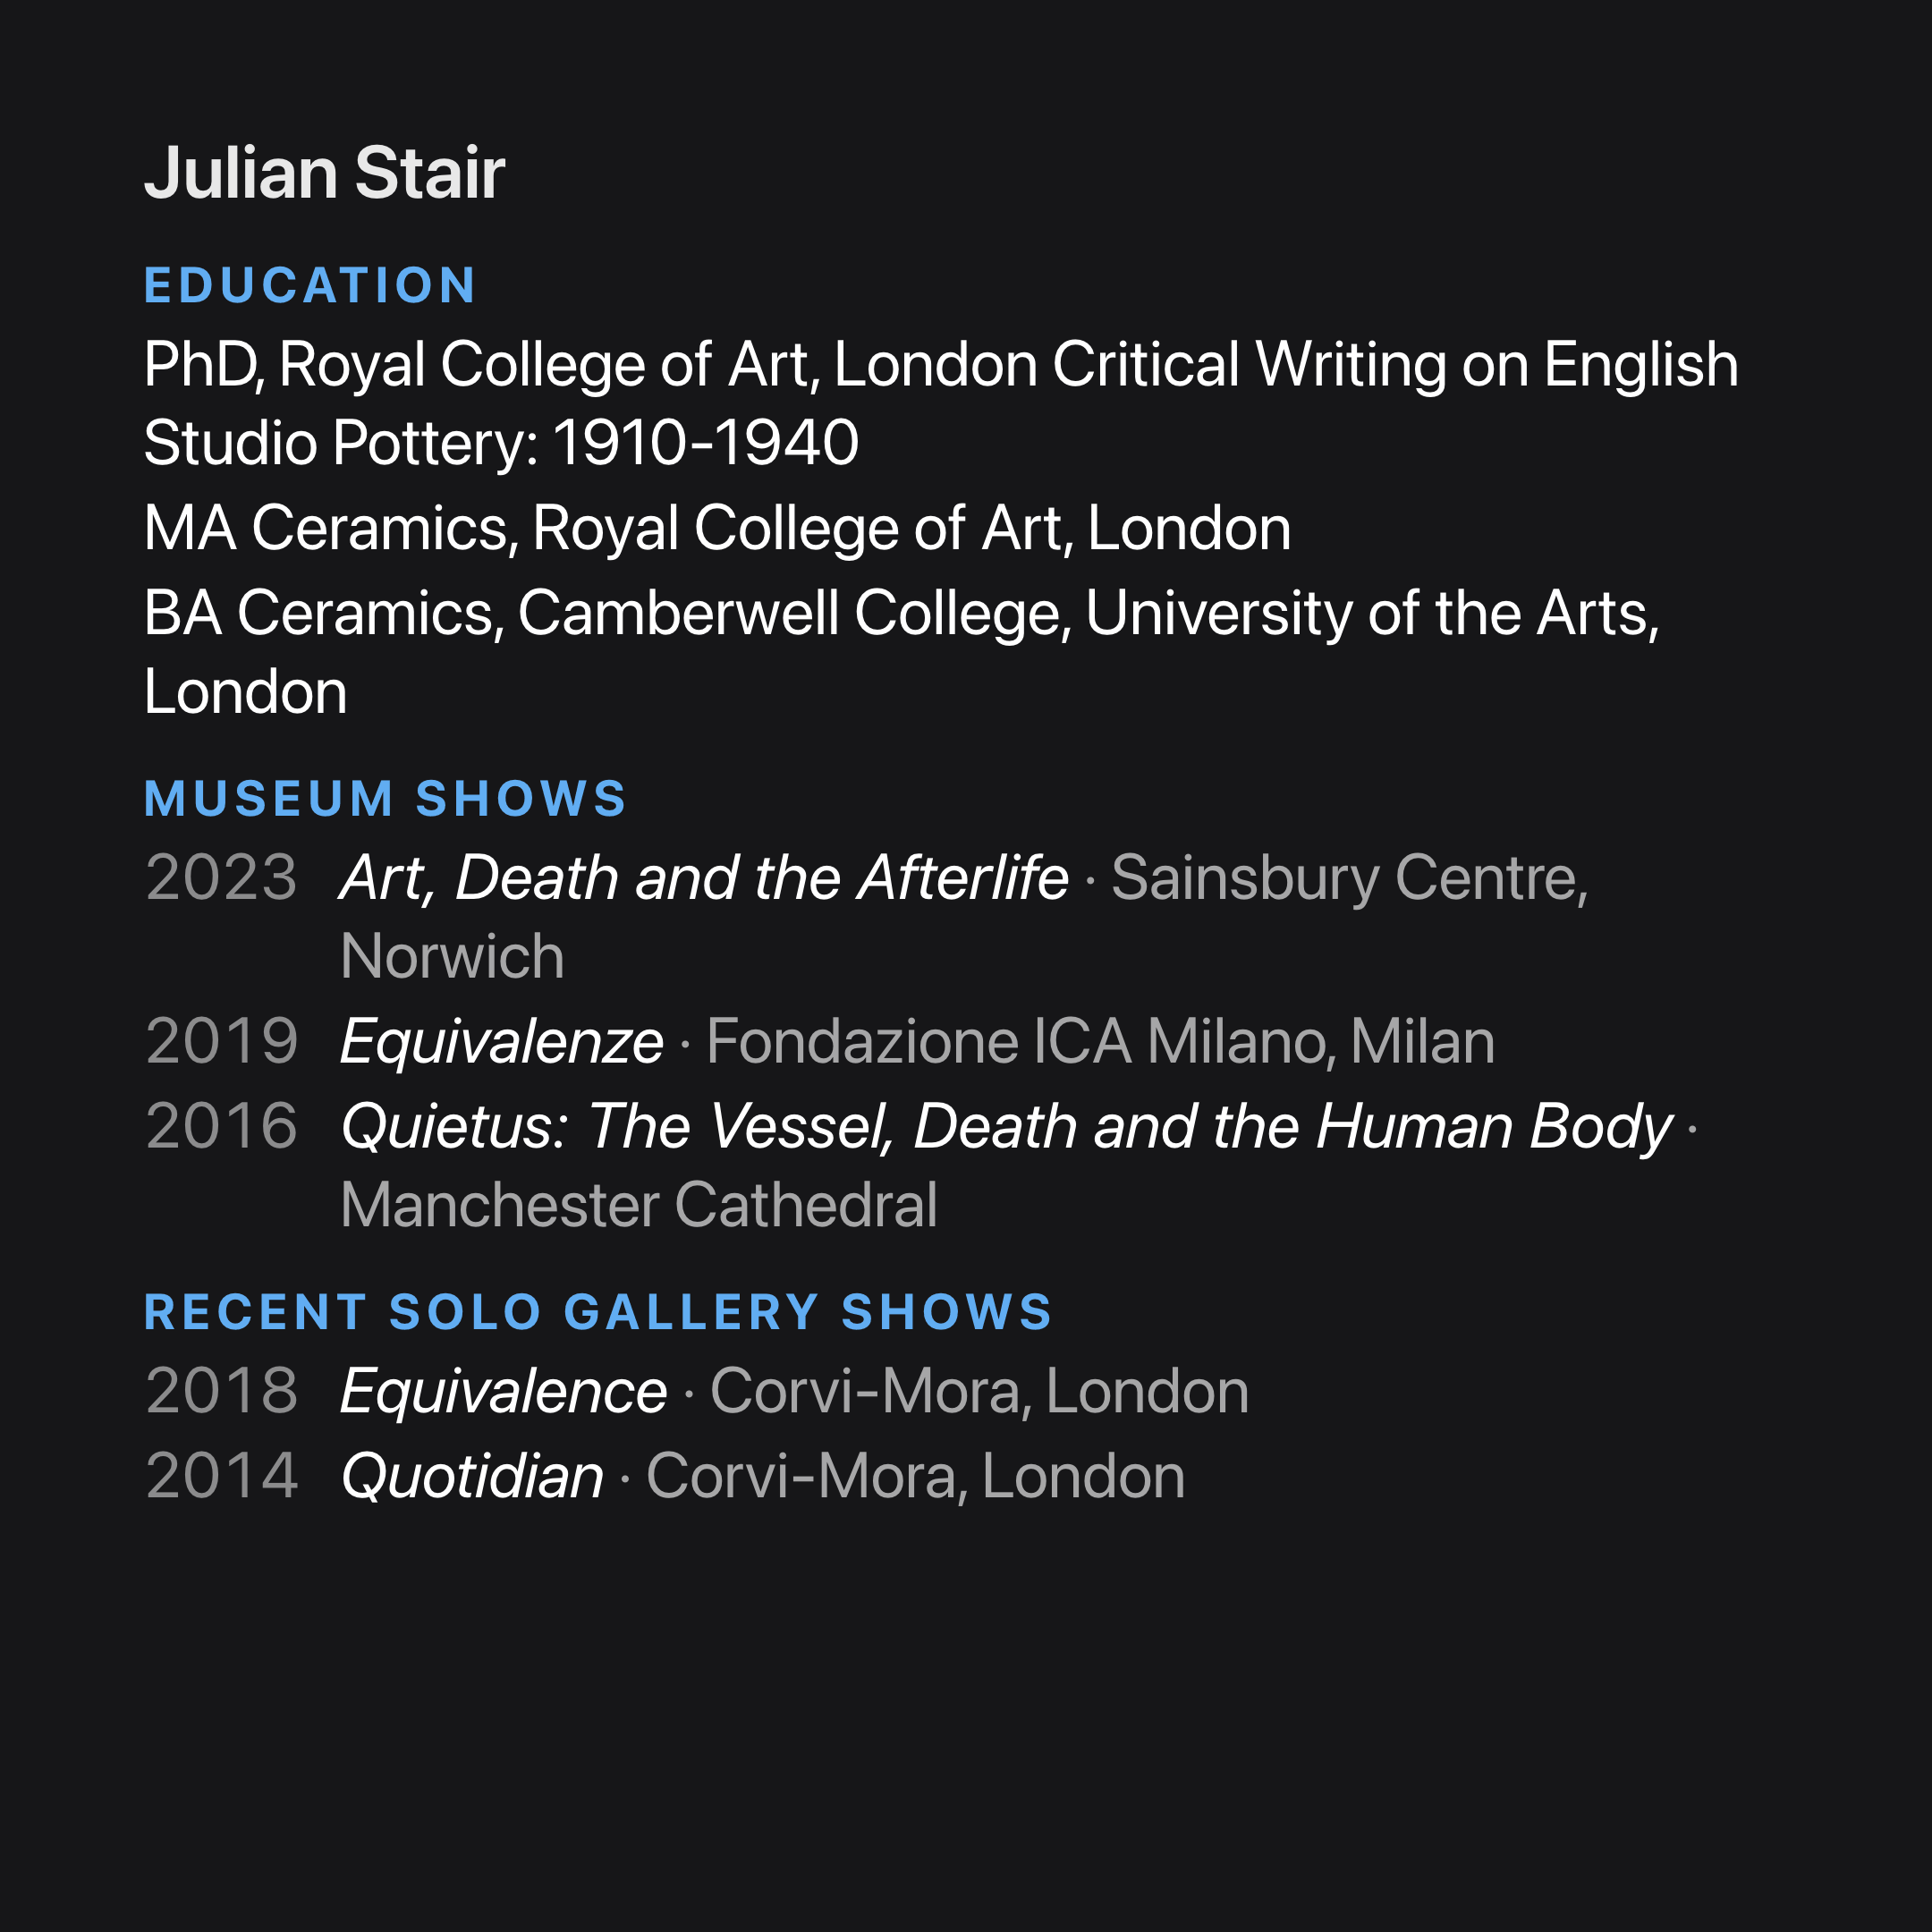 Julian Stair
EDUCATION
PhD, Royal College of Art, London Critical Writing on English
Studio Pottery: 1910-1940
MA Ceramics, Royal College of Art, London
BA Ceramics, Camberwell College, University of the Arts,
London
MUSEUM SHOWS
2023 Art, Death and the Afterlife · Sainsbury Centre,
Norwich
2019 Equivalenze · Fondazione ICA Milano, Milan
2016 Quietus: The Vessel, Death and the Human Body ·
Manchester Cathedral
RECENT SOLO GALLERY SHOWS
2018 Equivalence · Corvi-Mora, London
2014 Quotidian · Corvi-Mora, London